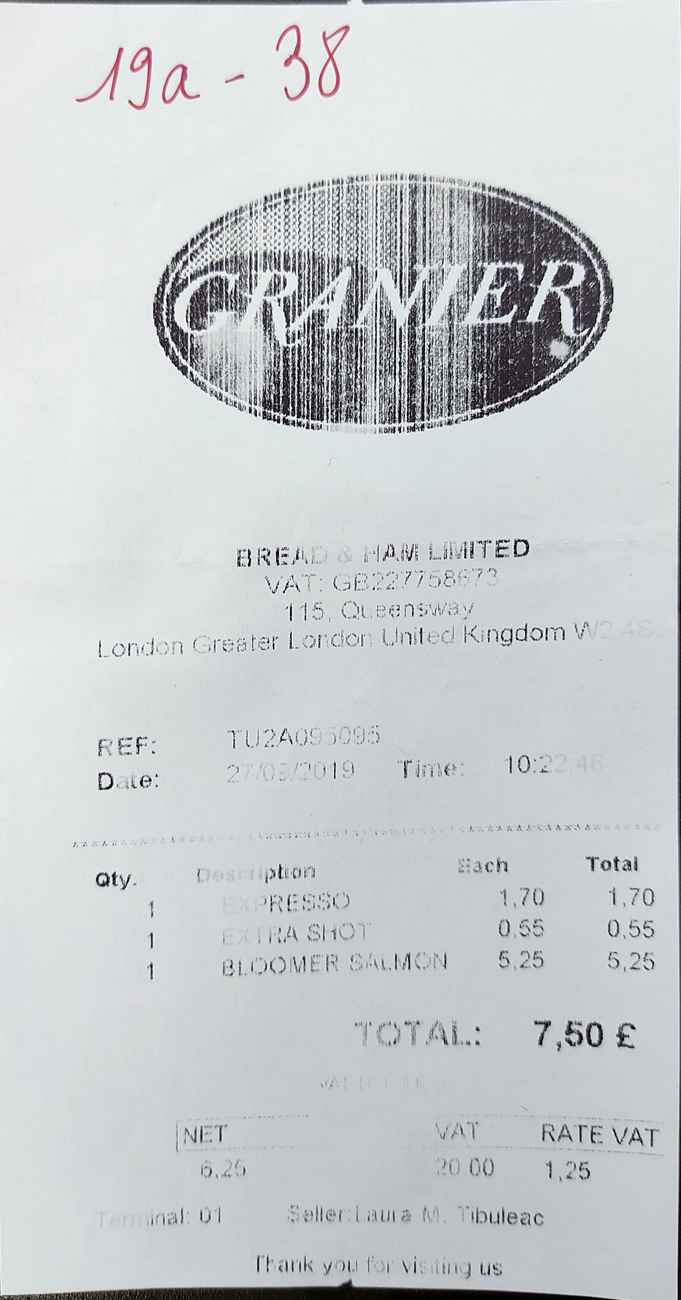 19a - 38
GRANIER
BREAD & HAM LIMITED
VAT: GB227758673
115, Queensway
London Greater London United Kingdom W2 4S
REF: TU2A095095
Date: 27/09/2019 Time: 10:22:46
Qty. Description Each Total
1 EXPRESSO 1,70 1,70
1 EXTRA SHOT 0,55 0,55
1 BLOOMER SALMON 5,25 5,25
TOTAL: 7,50 £
NET VAT RATE VAT
6,25 20.00 1,25
Terminal: 01 Seller: Laura M. Tibuleac
Thank you for visiting us